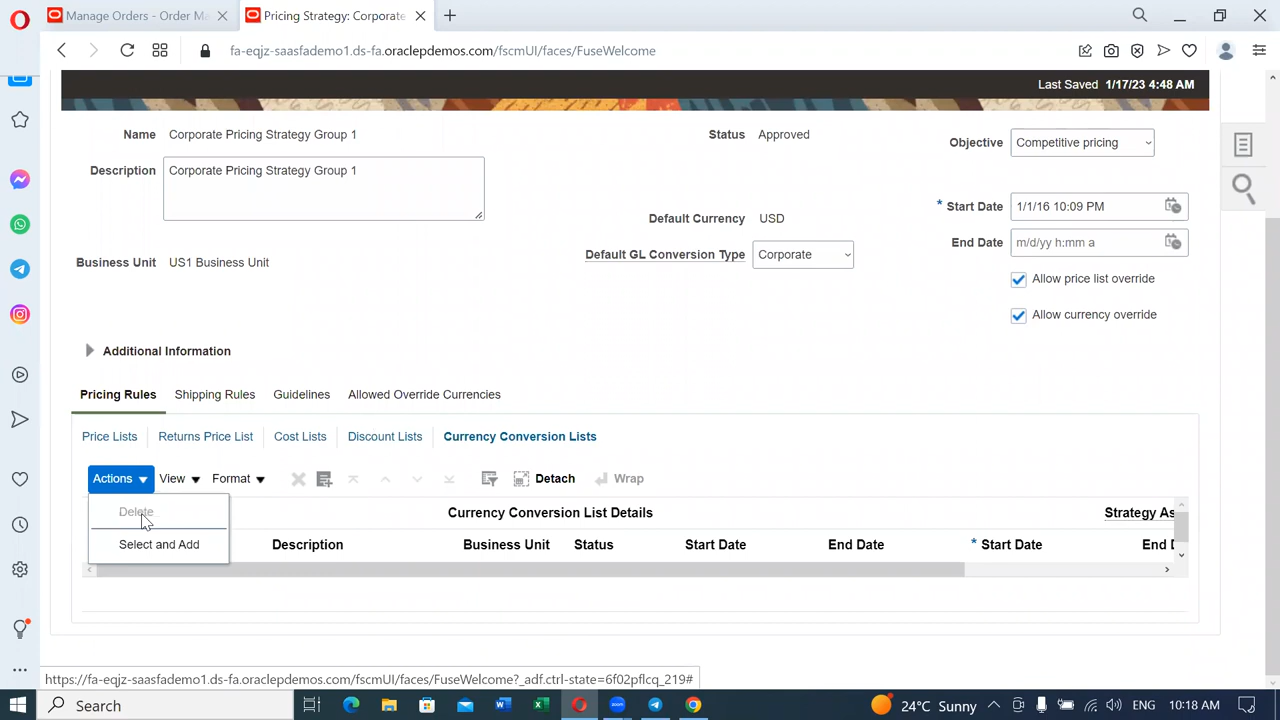 Manage Orders - Order Ma
Pricing Strategy: Corporate
fa-eqjz-saasfademo1.ds-fa.oraclepdemos.com/fscmUI/faces/FuseWelcome
Last Saved 1/17/23 4:48 AM
Name Corporate Pricing Strategy Group 1
Status Approved
Objective Competitive pricing
Description Corporate Pricing Strategy Group 1
* Start Date 1/1/16 10:09 PM
Default Currency USD
End Date m/d/yy h:mm a
Default GL Conversion Type Corporate
Business Unit US1 Business Unit
Allow price list override
Allow currency override
Additional Information
Pricing Rules Shipping Rules Guidelines Allowed Override Currencies
Price Lists Returns Price List Cost Lists Discount Lists Currency Conversion Lists
Actions View Format Detach Wrap
Delete
Select and Add
Currency Conversion List Details Strategy As
Description Business Unit Status Start Date End Date * Start Date End D
https://fa-eqjz-saasfademo1.ds-fa.oraclepdemos.com/fscmUI/faces/FuseWelcome?_adf.ctrl-state=6f02pflcq_219#
Search
24°C Sunny
ENG
10:18 AM